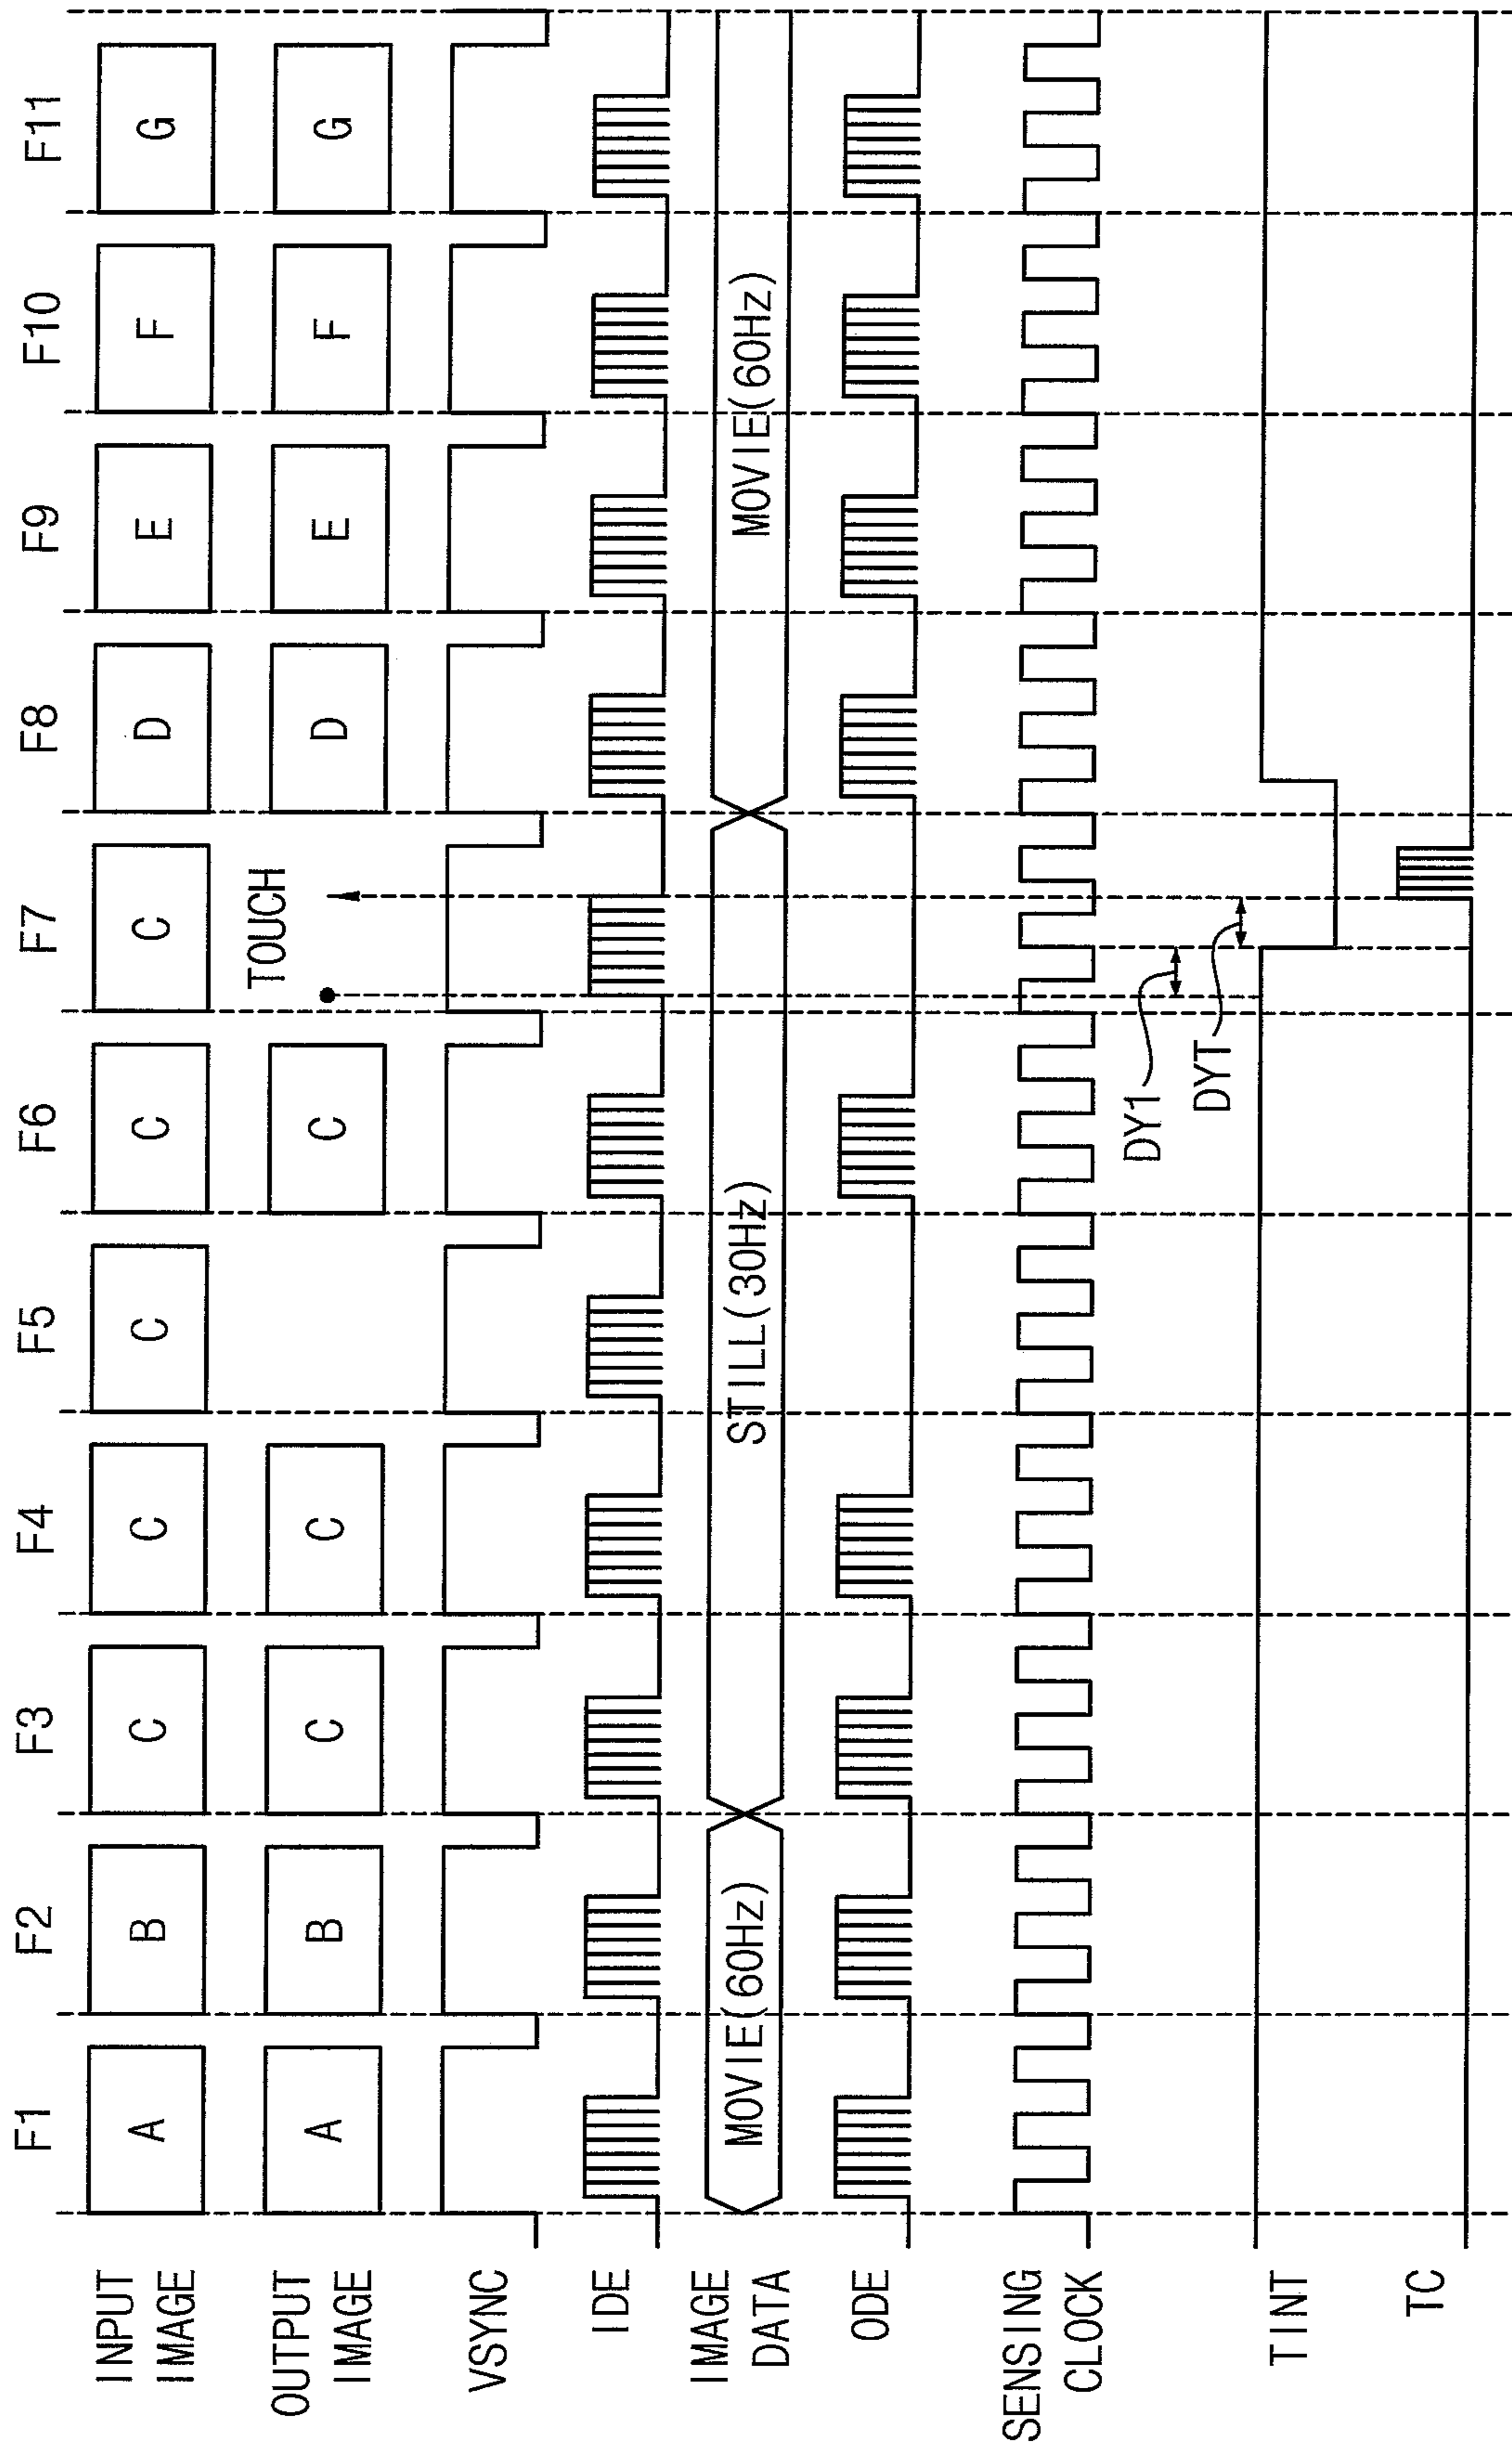 F1 F2 F3 F4 F5 F6 F7 F8 F9 F10 F11
INPUT
IMAGE
A B C C C C C D E F G
OUTPUT
IMAGE
A B C C C D E F G
TOUCH
VSYNC
IDE
IMAGE
DATA
MOVIE(60Hz) STILL(30Hz) MOVIE(60Hz)
ODE
SENSING
CLOCK
DY1
DYT
TINT
TC